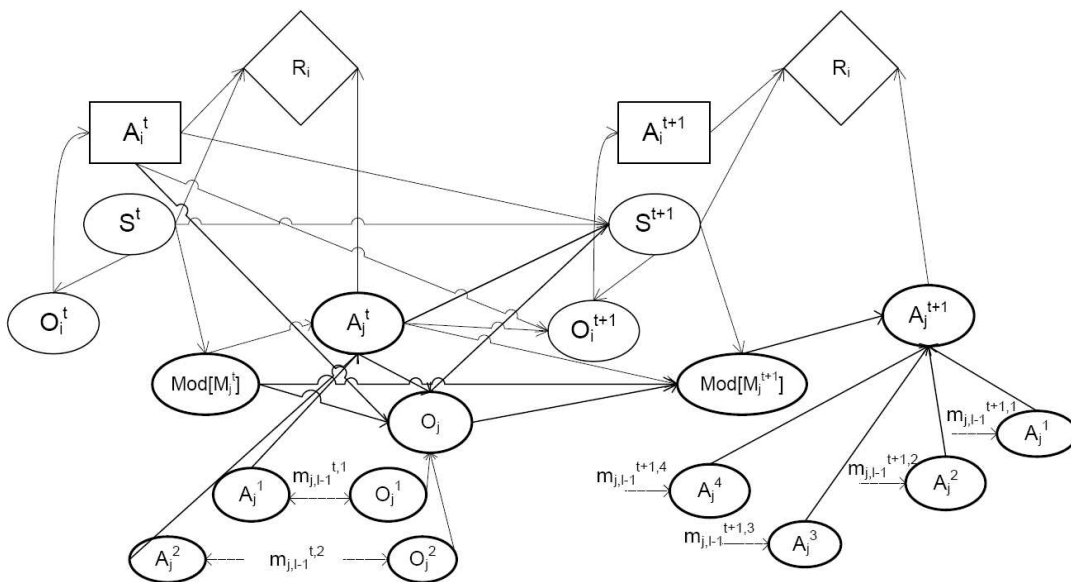 R_i
R_i
A_i^t
A_i^{t+1}
S^t
S^{t+1}
O_i^t
A_j^t
O_i^{t+1}
A_j^{t+1}
Mod[M_j^t]
Mod[M_j^{t+1}]
O_j
m_{j,l-1}^{t+1,1}
A_j^1
m_{j,l-1}^{t,1}
A_j^1
O_j^1
m_{j,l-1}^{t+1,4}
A_j^4
m_{j,l-1}^{t+1,2}
A_j^2
A_j^2
m_{j,l-1}^{t,2}
O_j^2
m_{j,l-1}^{t+1,3}
A_j^3